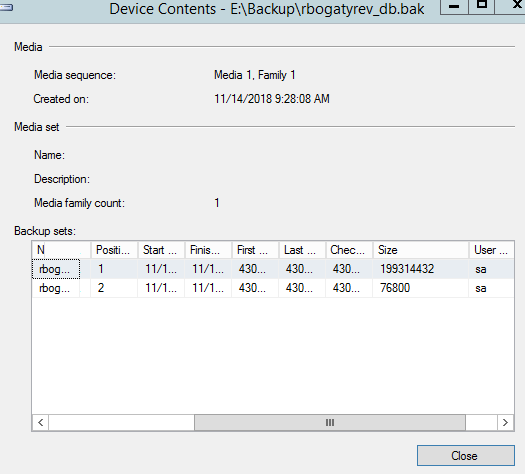 Device Contents - E:\Backup\rbogatyrev_db.bak
Media
Media sequence: Media 1, Family 1
Created on: 11/14/2018 9:28:08 AM
Media set
Name:
Description:
Media family count: 1
Backup sets:
N Positi... Start ... Finis... First ... Last ... Chec... Size User ...
rbog... 1 11/1... 11/1... 430... 430... 430... 199314432 sa
rbog... 2 11/1... 11/1... 430... 430... 430... 76800 sa
Close